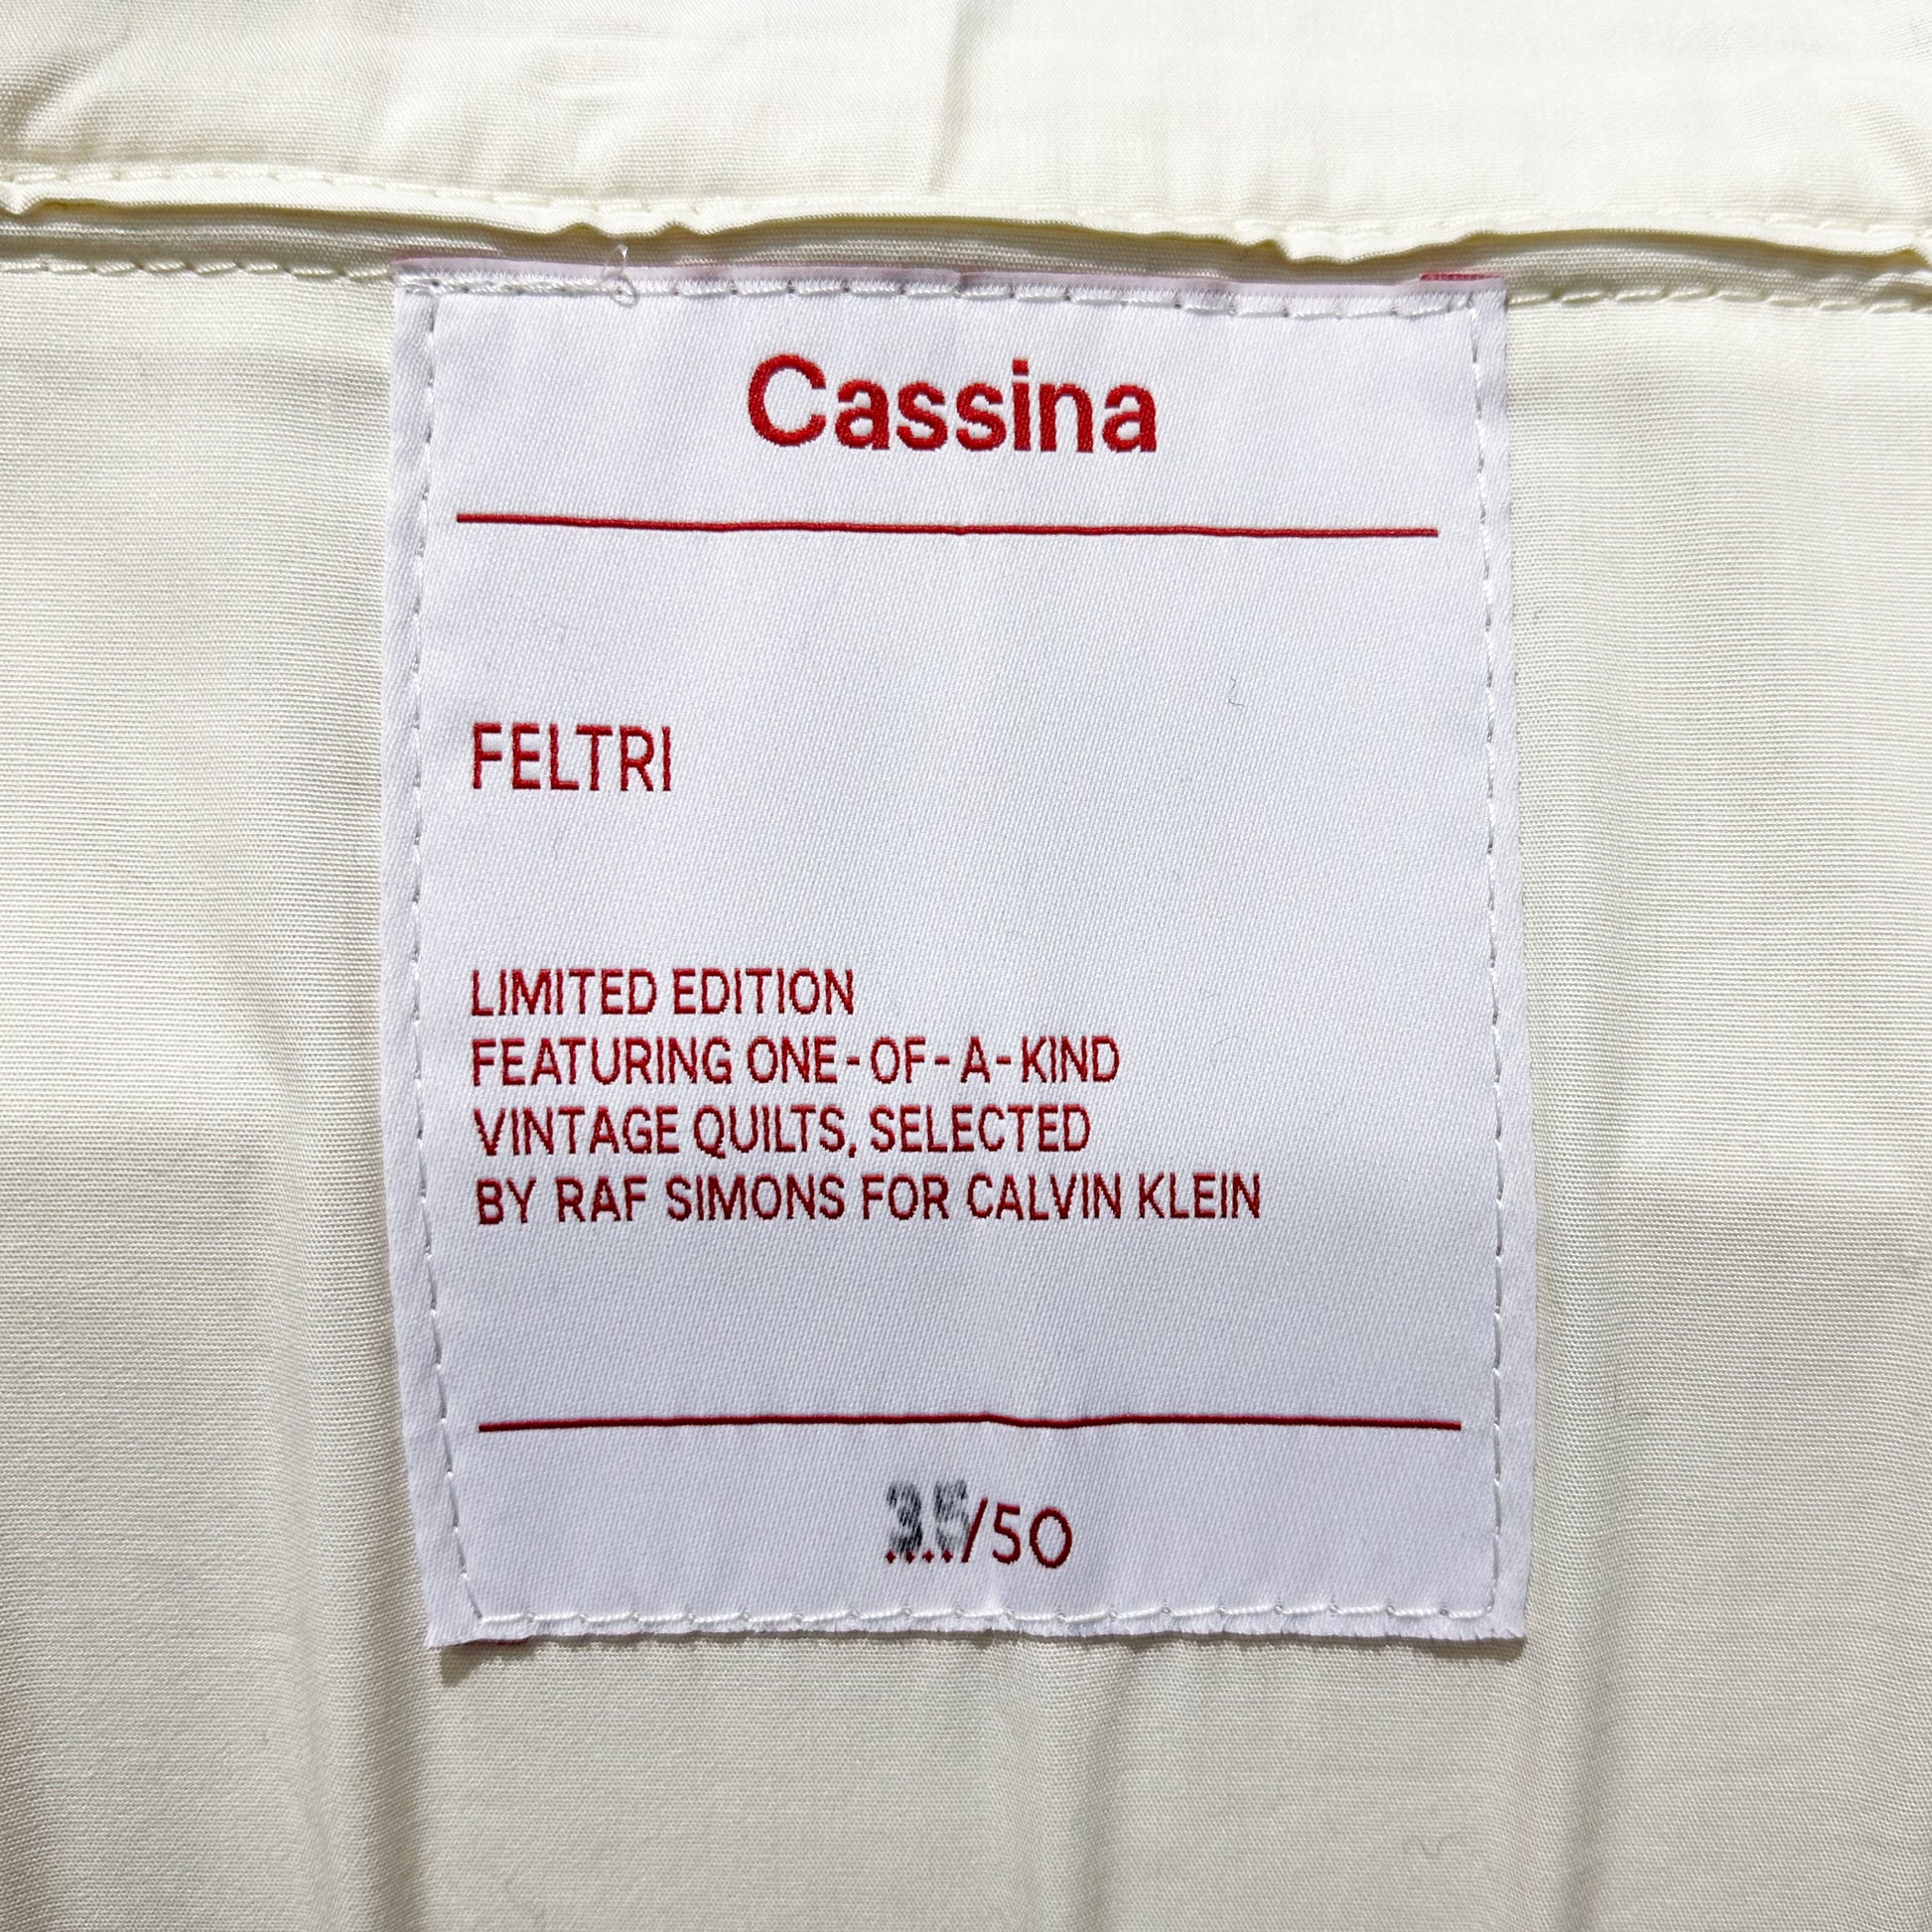 Cassina
FELTRI
LIMITED EDITION
FEATURING ONE-OF-A-KIND
VINTAGE QUILTS, SELECTED
BY RAF SIMONS FOR CALVIN KLEIN
/50